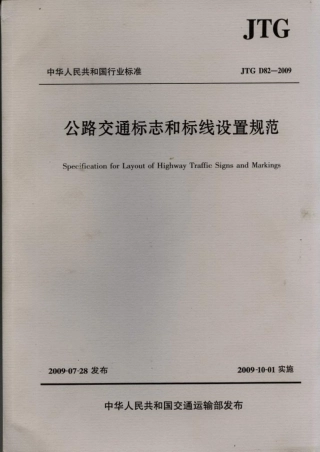 JTG
中华人民共和国行业标准 JTG D82—2009
公路交通标志和标线设置规范
Specification for Layout of Highway Traffic Signs and Markings
2009-07-28 发布 2009-10-01 实施
中华人民共和国交通运输部发布